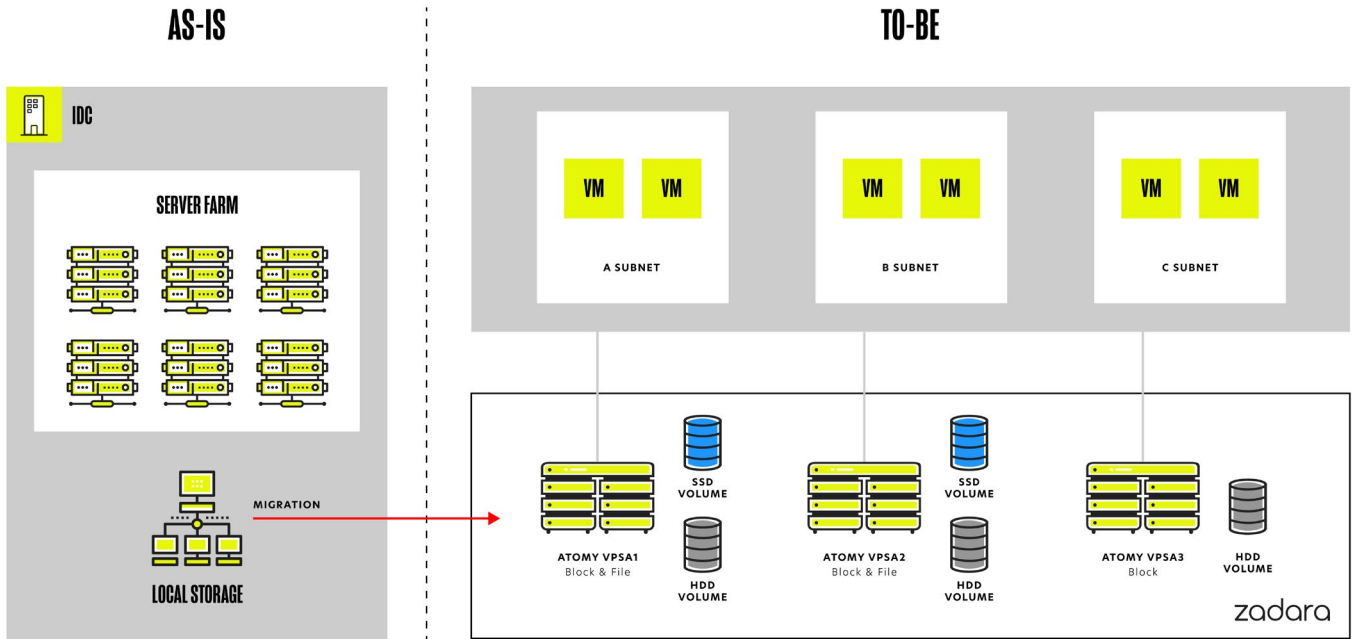 AS-IS
TO-BE
IDC
SERVER FARM
MIGRATION
LOCAL STORAGE
VM
VM
A SUBNET
VM
VM
B SUBNET
VM
VM
C SUBNET
SSD
VOLUME
HDD
VOLUME
ATOMY VPSA1
Block & File
SSD
VOLUME
HDD
VOLUME
ATOMY VPSA2
Block & File
ATOMY VPSA3
Block
HDD
VOLUME
zadara